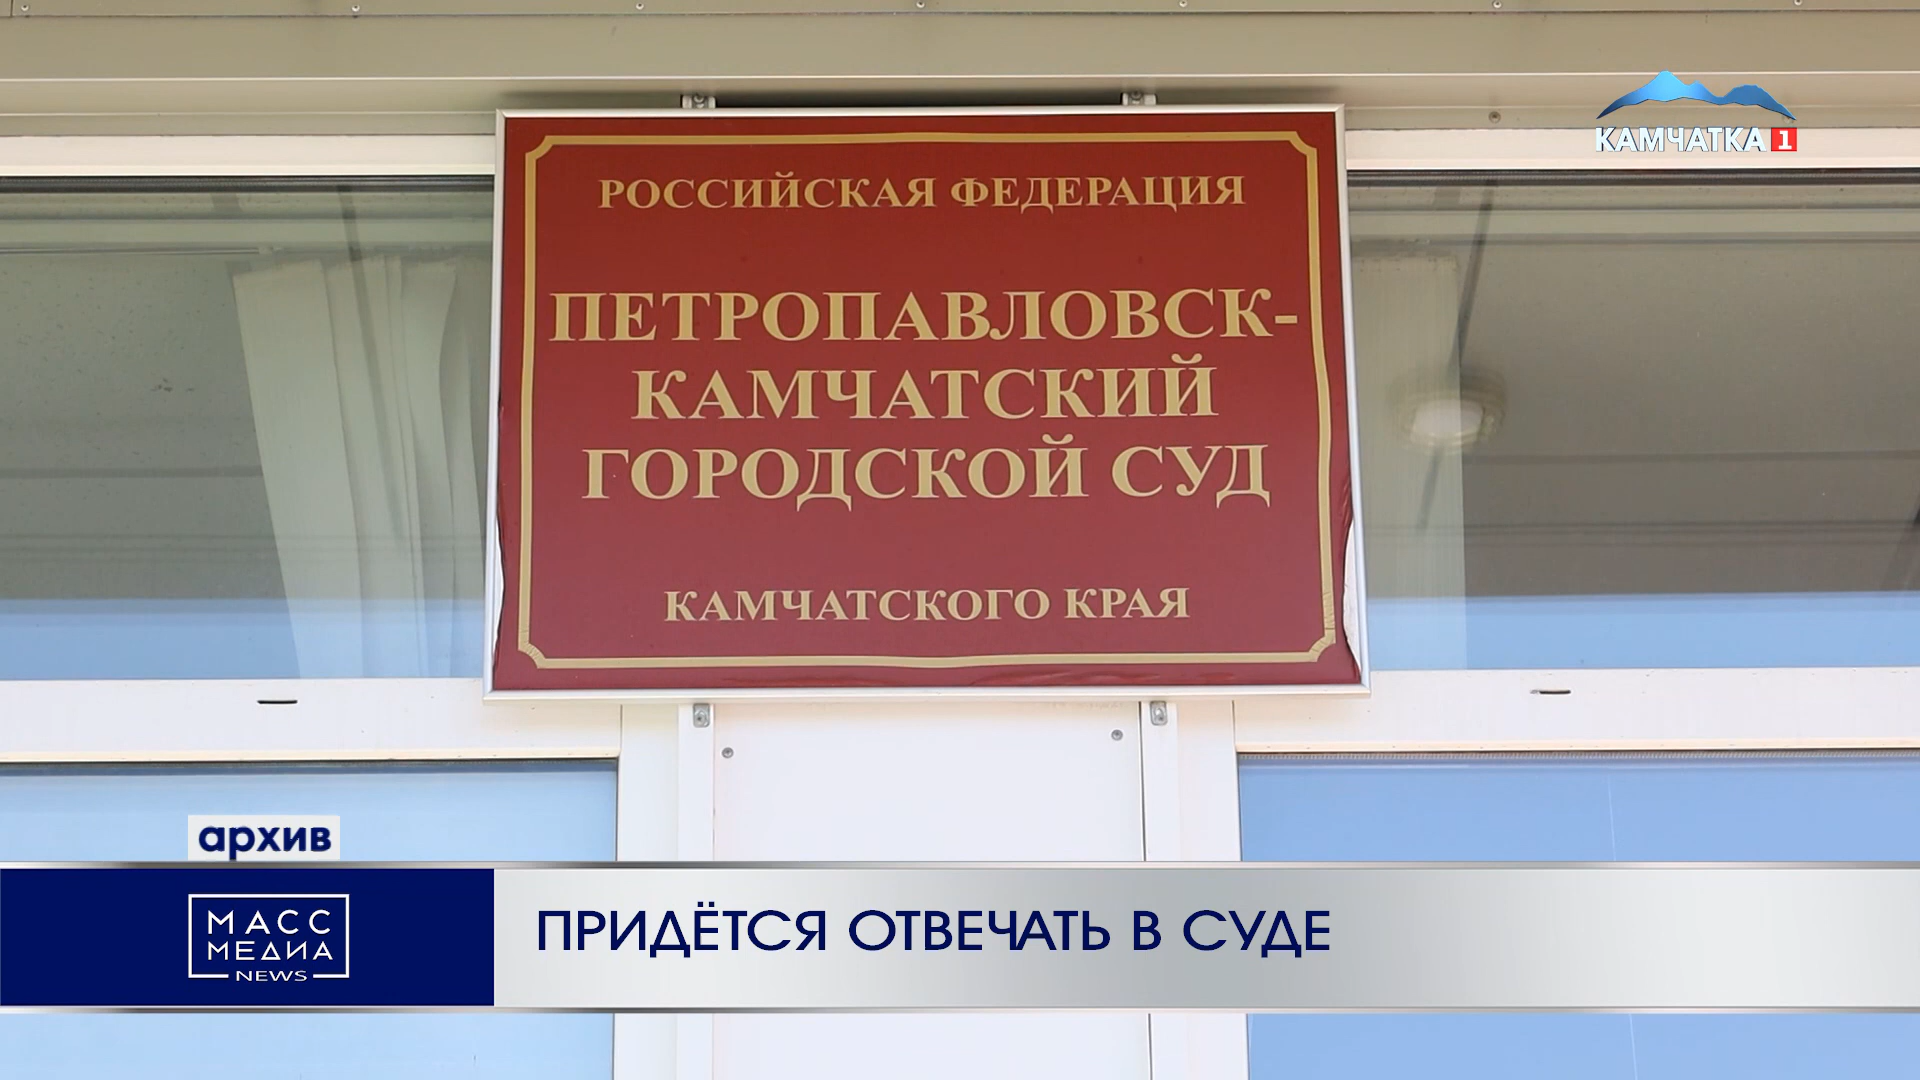 КАМЧАТКА 1
РОССИЙСКАЯ ФЕДЕРАЦИЯ
ПЕТРОПАВЛОВСК-
КАМЧАТСКИЙ
ГОРОДСКОЙ СУД
КАМЧАТСКОГО КРАЯ
архив
МАСС
МЕДИА
NEWS
ПРИДЁТСЯ ОТВЕЧАТЬ В СУДЕ